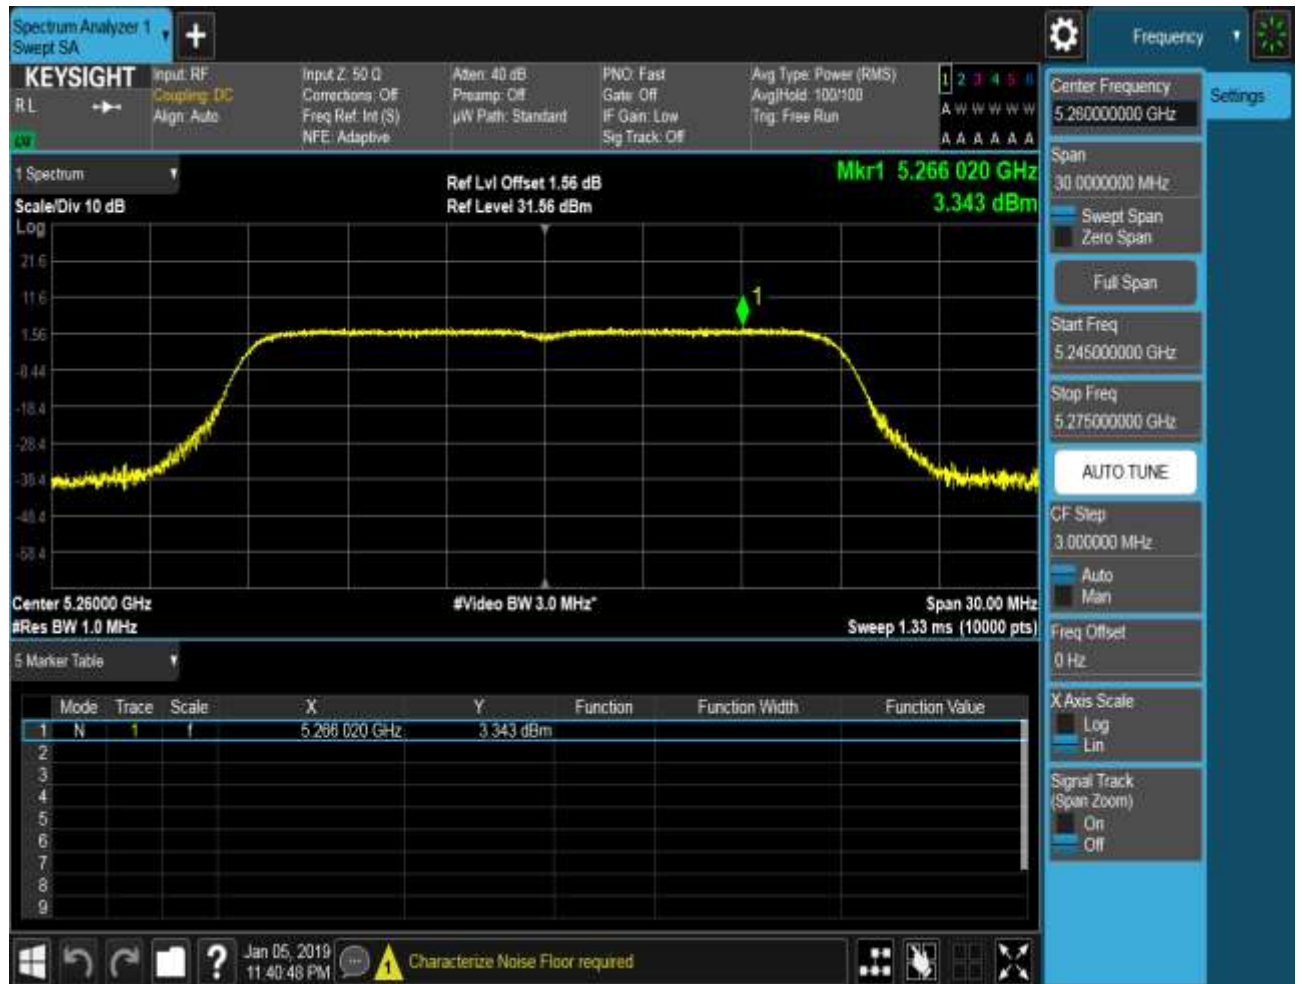 Spectrum Analyzer 1
Swept SA
Frequency
KEYSIGHT
Input: RF
Input Z: 50 Ω
Atten: 40 dB
PNO: Fast
Avg Type: Power (RMS)
1 2 3 4 5 6
RL
Coupling: DC
Corrections: Off
Preamp: Off
Gate: Off
Avg|Hold: 100/100
A W W W W W
Align: Auto
Freq Ref: Int (S)
µW Path: Standard
IF Gain: Low
Trig: Free Run
NFE: Adaptive
Sig Track: Off
A A A A A A
Center Frequency
5.260000000 GHz
Settings
1 Spectrum
Scale/Div 10 dB
Ref Lvl Offset 1.56 dB
Ref Level 31.56 dBm
Mkr1 5.266 020 GHz
3.343 dBm
Log
21.6
11.6
1.56
-8.44
-18.4
-28.4
-38.4
-48.4
-58.4
1
Center 5.26000 GHz
#Video BW 3.0 MHz*
Span 30.00 MHz
#Res BW 1.0 MHz
Sweep 1.33 ms (10000 pts)
Span
30.0000000 MHz
Swept Span
Zero Span
Full Span
Start Freq
5.245000000 GHz
Stop Freq
5.275000000 GHz
AUTO TUNE
CF Step
3.000000 MHz
Auto
Man
Freq Offset
0 Hz
X Axis Scale
Log
Lin
Signal Track
(Span Zoom)
On
Off
5 Marker Table
Mode Trace Scale X Y Function Function Width Function Value
1 N 1 f 5.266 020 GHz 3.343 dBm
2
3
4
5
6
7
8
9
Jan 05, 2019
11:40:48 PM
Characterize Noise Floor required